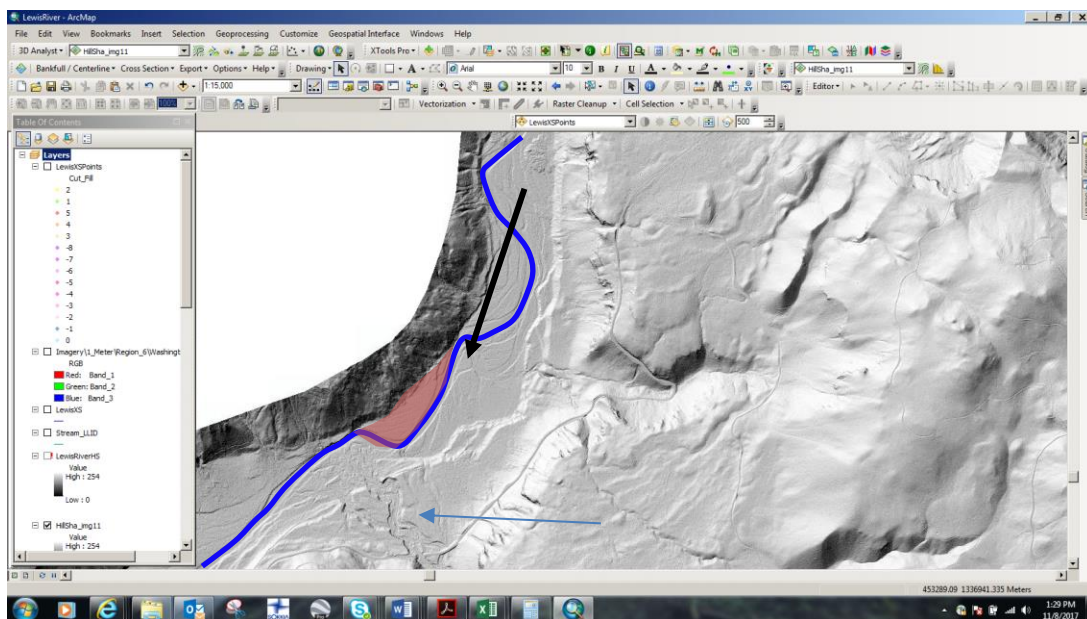 LewisRiver - ArcMap
File Edit View Bookmarks Insert Selection Geoprocessing Customize Geospatial Interface Windows Help
3D Analyst HillSha_img11 XTools Pro
Bankfull / Centerline Cross Section Export Options Help Drawing A Arial 10 B I U A HillSha_img11
1:15,000 Editor
100% Vectorization Raster Cleanup Cell Selection
Table Of Contents
LewisXSPoints 500
Layers
LewisXSPoints
Cut_Fill
2
1
5
4
3
-8
-7
-6
-5
-4
-3
-2
-1
0
Imagery\1_Meter\Region_6\Washingt
RGB
Red: Band_1
Green: Band_2
Blue: Band_3
LewisXS
Stream_LLID
LewisRiverHS
Value
High : 254
Low : 0
HillSha_img11
Value
High : 254
453289.09 1336941.335 Meters
1:29 PM
11/8/2017